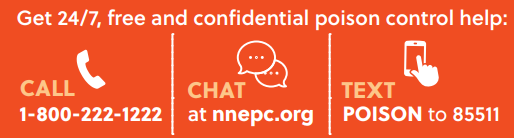 Get 24/7, free and confidential poison control help:
CALL
1-800-222-1222
CHAT
at nnepc.org
TEXT
POISON to 85511